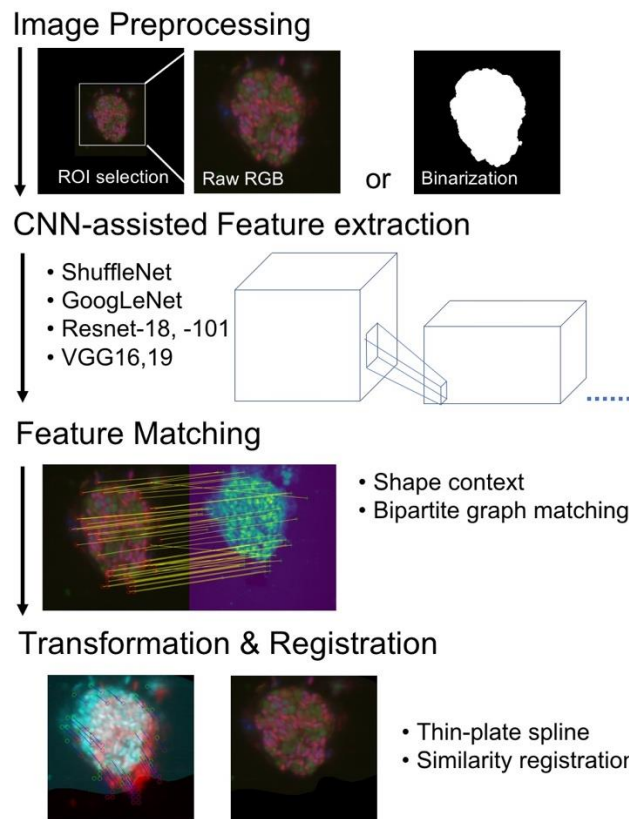 Image Preprocessing
ROI selection
Raw RGB
or
Binarization
CNN-assisted Feature extraction
• ShuffleNet
• GoogLeNet
• Resnet-18, -101
• VGG16,19
Feature Matching
• Shape context
• Bipartite graph matching
Transformation & Registration
• Thin-plate spline
• Similarity registration